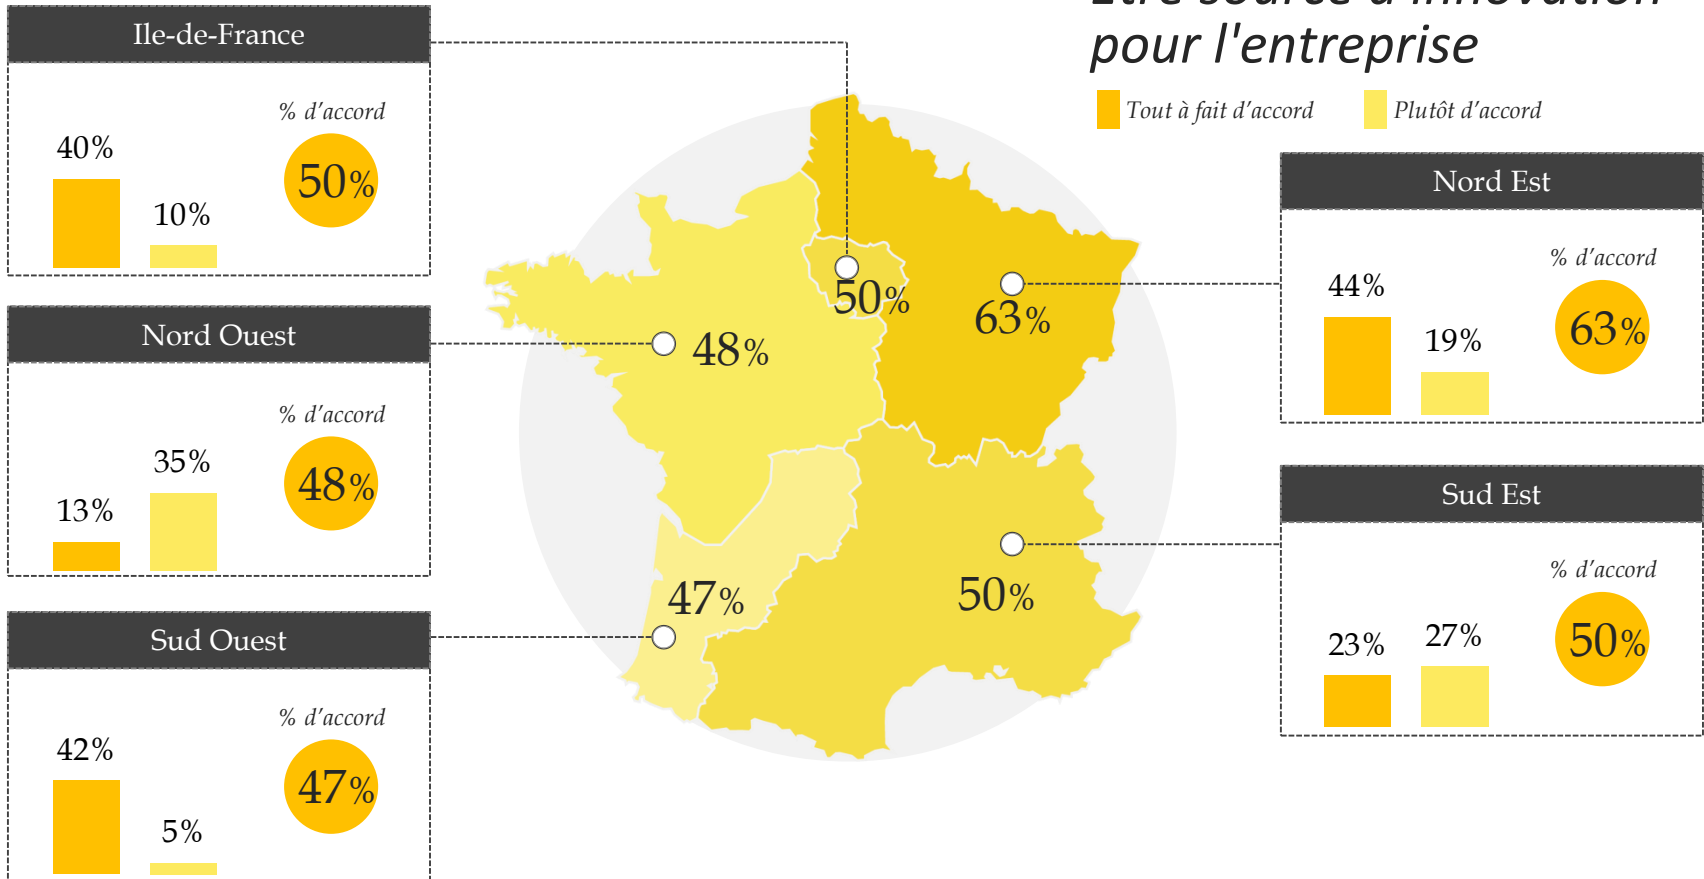 pour l'entreprise
Tout à fait d'accord
Plutôt d'accord
Ile-de-France
% d'accord
40%
10%
50%
Nord Ouest
% d'accord
13%
35%
48%
Sud Ouest
% d'accord
42%
5%
47%
50%
63%
48%
47%
50%
Nord Est
% d'accord
44%
19%
63%
Sud Est
% d'accord
23%
27%
50%